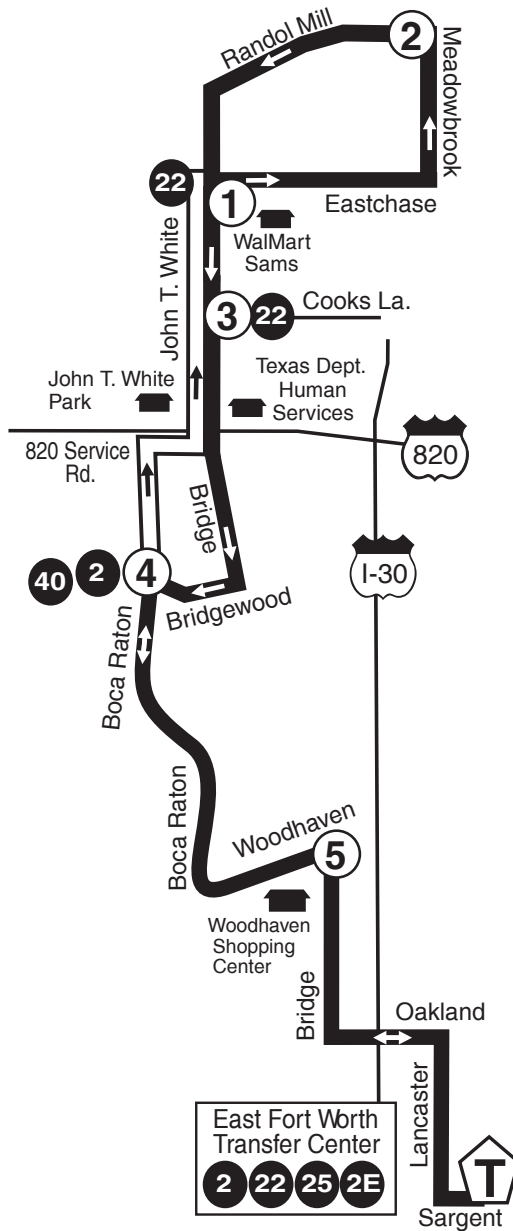 Randol Mill
2
Meadowbrook
22
1
Eastchase
WalMart
Sams
John T. White
3
22
Cooks La.
John T. White
Park
Texas Dept.
Human
Services
820 Service
Rd.
820
Bridge
I-30
40
2
4
Bridgewood
Boca Raton
Boca Raton
Woodhaven
5
Woodhaven
Shopping
Center
Bridge
Oakland
Lancaster
East Fort Worth
Transfer Center
2 22 25 2E
T
Sargent